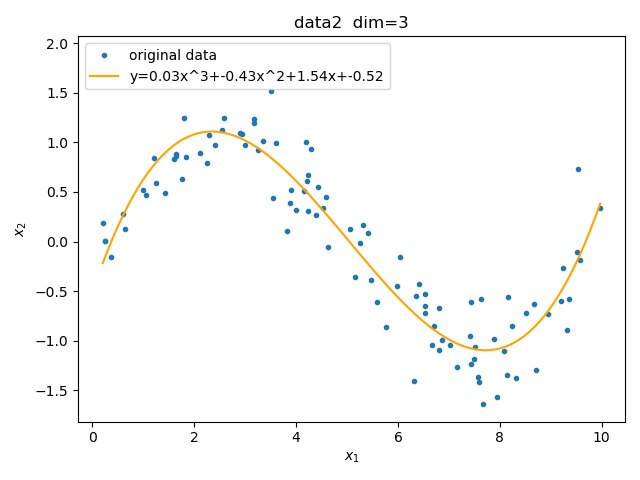 data2  dim=3
original data
y=0.03x^3+-0.43x^2+1.54x+-0.52
2.0
1.5
1.0
0.5
0.0
−0.5
−1.0
−1.5
x₂
0 2 4 6 8 10
x₁